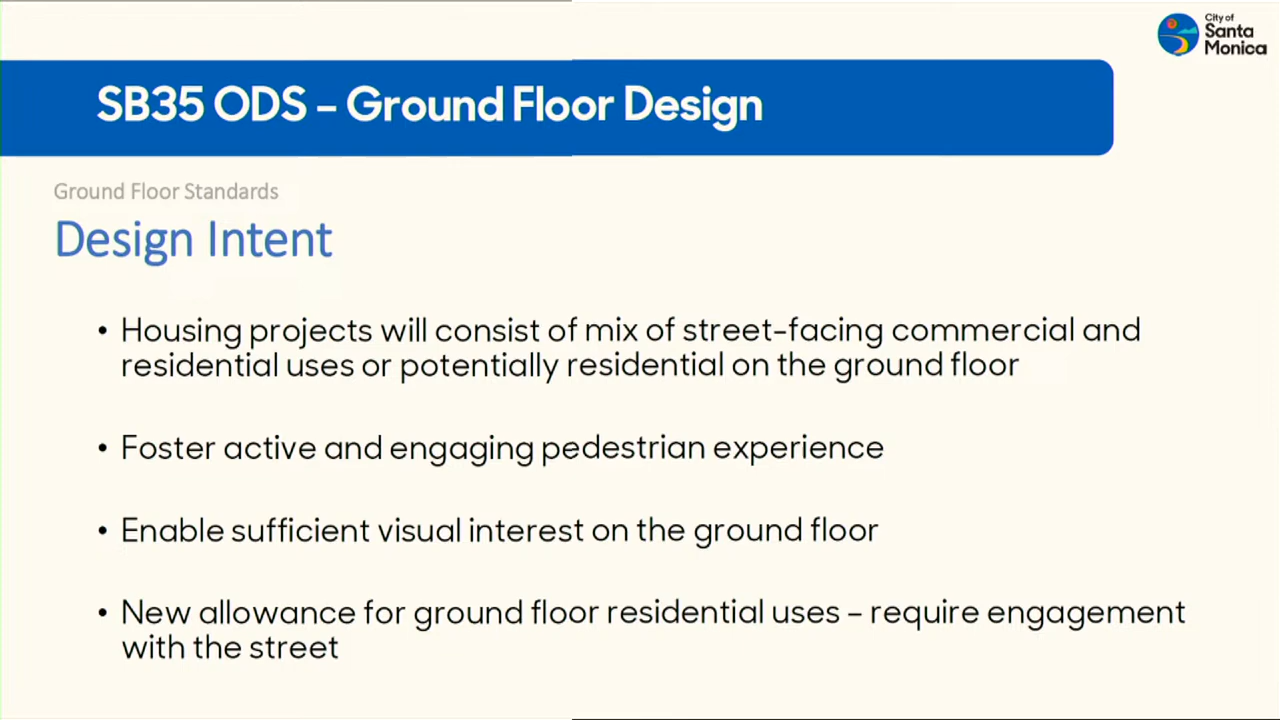 City of
Santa
Monica
SB35 ODS – Ground Floor Design
Ground Floor Standards
Design Intent
• Housing projects will consist of mix of street-facing commercial and
residential uses or potentially residential on the ground floor
• Foster active and engaging pedestrian experience
• Enable sufficient visual interest on the ground floor
• New allowance for ground floor residential uses – require engagement
with the street